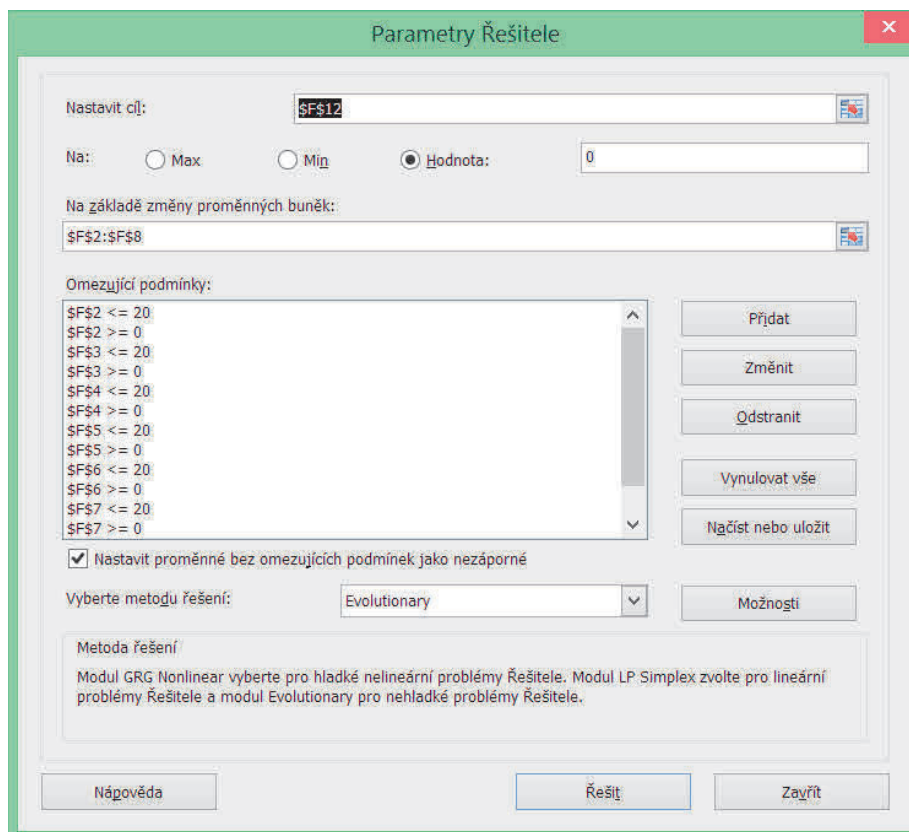 Parametry Řešitele
Nastavit cíl: $F$12
Na: Max Min Hodnota: 0
Na základě změny proměnných buněk:
$F$2:$F$8
Omezující podmínky:
$F$2 <= 20
$F$2 >= 0
$F$3 <= 20
$F$3 >= 0
$F$4 <= 20
$F$4 >= 0
$F$5 <= 20
$F$5 >= 0
$F$6 <= 20
$F$6 >= 0
$F$7 <= 20
$F$7 >= 0
Přidat
Změnit
Odstranit
Vynulovat vše
Načíst nebo uložit
Nastavit proměnné bez omezujících podmínek jako nezáporné
Vyberte metodu řešení: Evolutionary Možnosti
Metoda řešení
Modul GRG Nonlinear vyberte pro hladké nelineární problémy Řešitele. Modul LP Simplex zvolte pro lineární
problémy Řešitele a modul Evolutionary pro nehladké problémy Řešitele.
Nápověda Řešit Zavřít